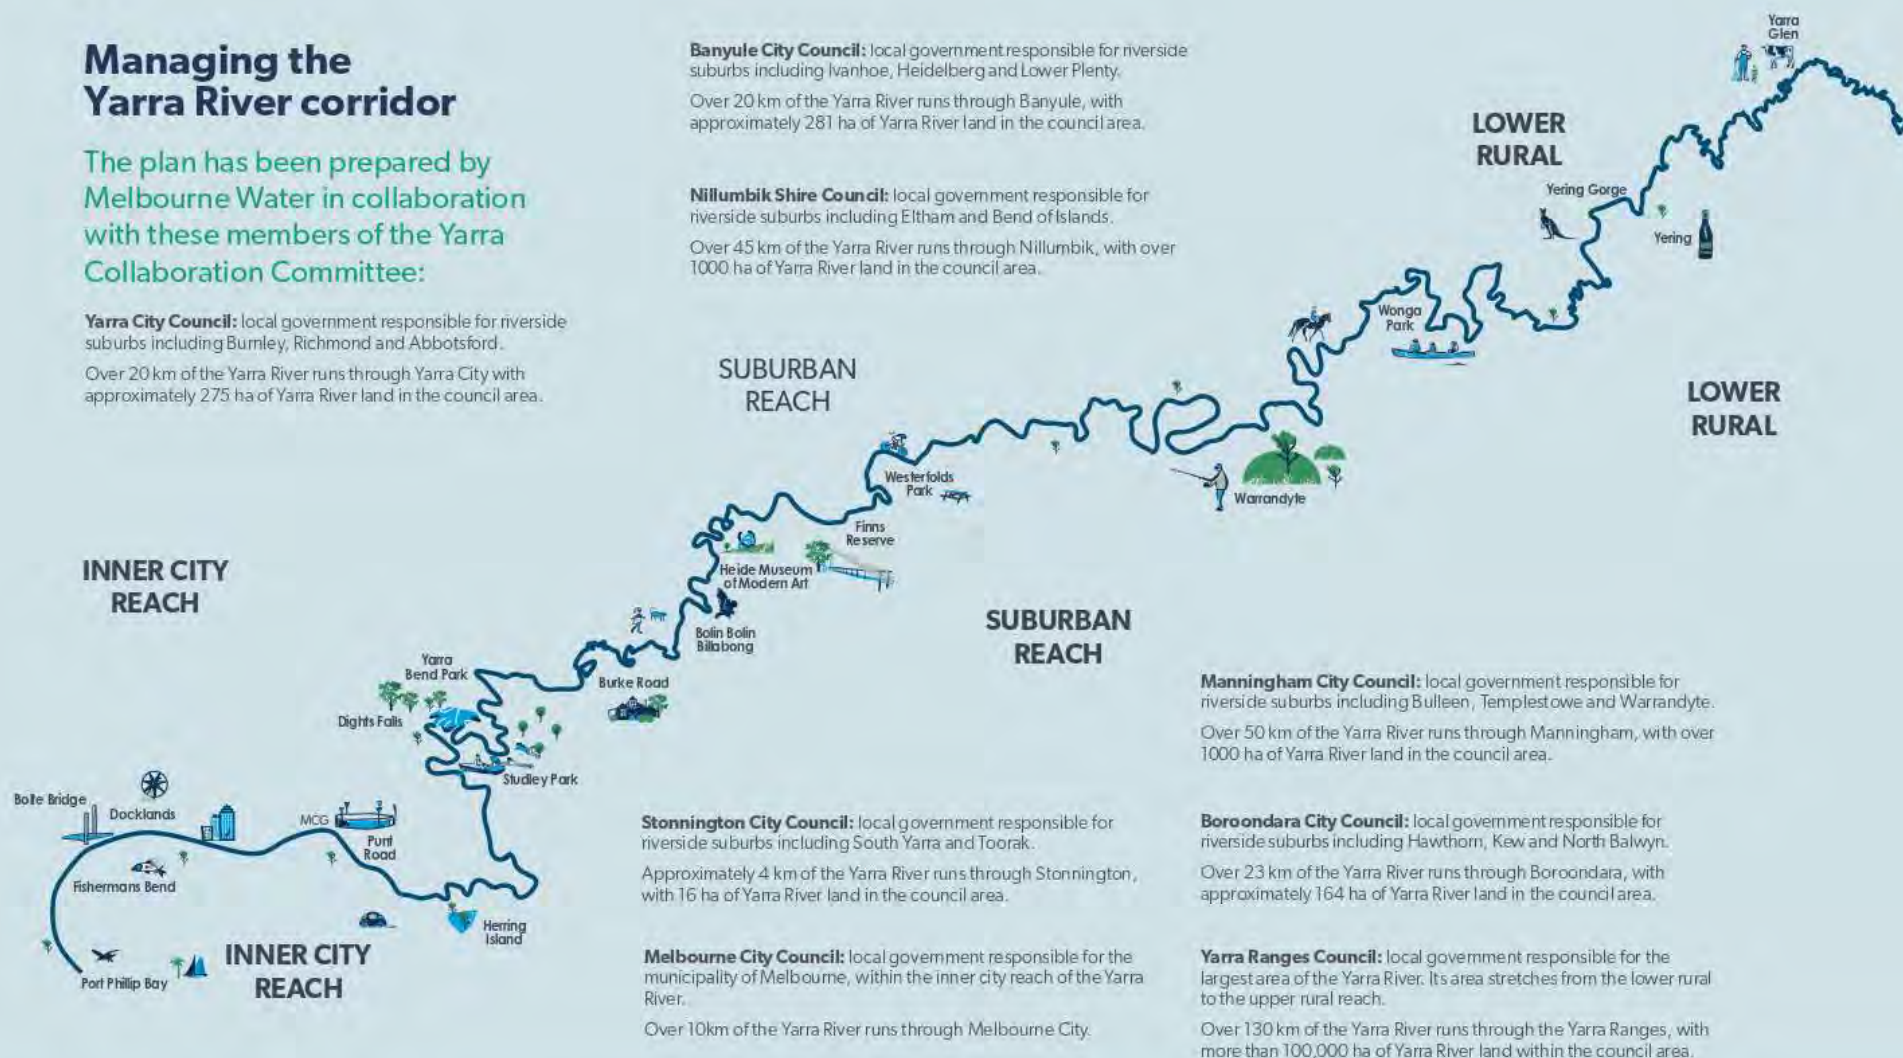 Managing the
Yarra River corridor
The plan has been prepared by
Melbourne Water in collaboration
with these members of the Yarra
Collaboration Committee:
Yarra City Council: local government responsible for riverside
suburbs including Burnley, Richmond and Abbotsford.
Over 20 km of the Yarra River runs through Yarra City with
approximately 275 ha of Yarra River land in the council area.
Banyule City Council: local government responsible for riverside
suburbs including Ivanhoe, Heidelberg and Lower Plenty.
Over 20 km of the Yarra River runs through Banyule, with
approximately 281 ha of Yarra River land in the council area.
Nillumbik Shire Council: local government responsible for
riverside suburbs including Eltham and Bend of Islands.
Over 45 km of the Yarra River runs through Nillumbik, with over
1000 ha of Yarra River land in the council area.
Yarra
Glen
LOWER
RURAL
Yering Gorge
Yering
Wonga
Park
LOWER
RURAL
SUBURBAN
REACH
Westerfolds
Park
Warrandyte
Finns
Reserve
Heide Museum
of Modern Art
Bolin Bolin
Billabong
SUBURBAN
REACH
INNER CITY
REACH
Yarra
Bend Park
Burke Road
Dights Falls
Studley Park
Bolte Bridge
Docklands
MCG
Punt
Road
Fishermans Bend
Herring
Island
Port Phillip Bay
INNER CITY
REACH
Stonnington City Council: local government responsible for
riverside suburbs including South Yarra and Toorak.
Approximately 4 km of the Yarra River runs through Stonnington,
with 16 ha of Yarra River land in the council area.
Melbourne City Council: local government responsible for the
municipality of Melbourne, within the inner city reach of the Yarra
River.
Over 10km of the Yarra River runs through Melbourne City.
Manningham City Council: local government responsible for
riverside suburbs including Bulleen, Templestowe and Warrandyte.
Over 50 km of the Yarra River runs through Manningham, with over
1000 ha of Yarra River land in the council area.
Boroondara City Council: local government responsible for
riverside suburbs including Hawthorn, Kew and North Balwyn.
Over 23 km of the Yarra River runs through Boroondara, with
approximately 164 ha of Yarra River land in the council area.
Yarra Ranges Council: local government responsible for the
largest area of the Yarra River. Its area stretches from the lower rural
to the upper rural reach.
Over 130 km of the Yarra River runs through the Yarra Ranges, with
more than 100,000 ha of Yarra River land within the council area.